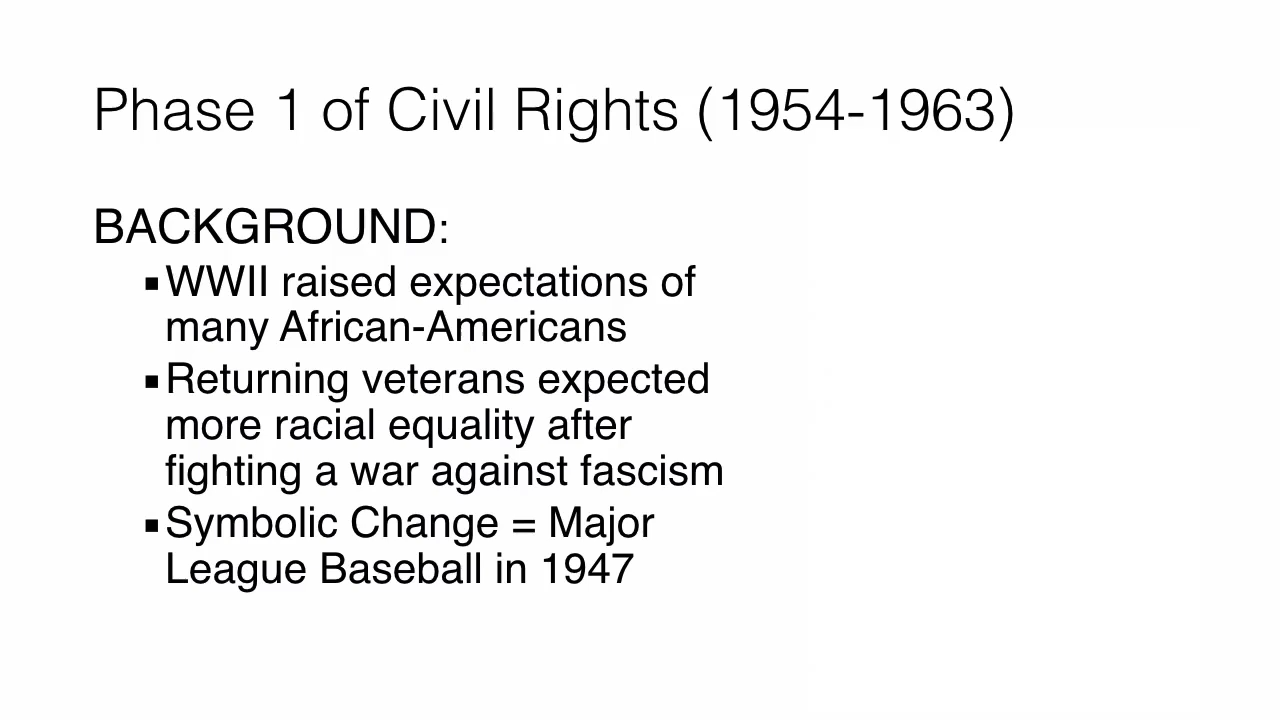 Phase 1 of Civil Rights (1954-1963)
BACKGROUND:
▪WWII raised expectations of
many African-Americans
▪Returning veterans expected
more racial equality after
fighting a war against fascism
▪Symbolic Change = Major
League Baseball in 1947